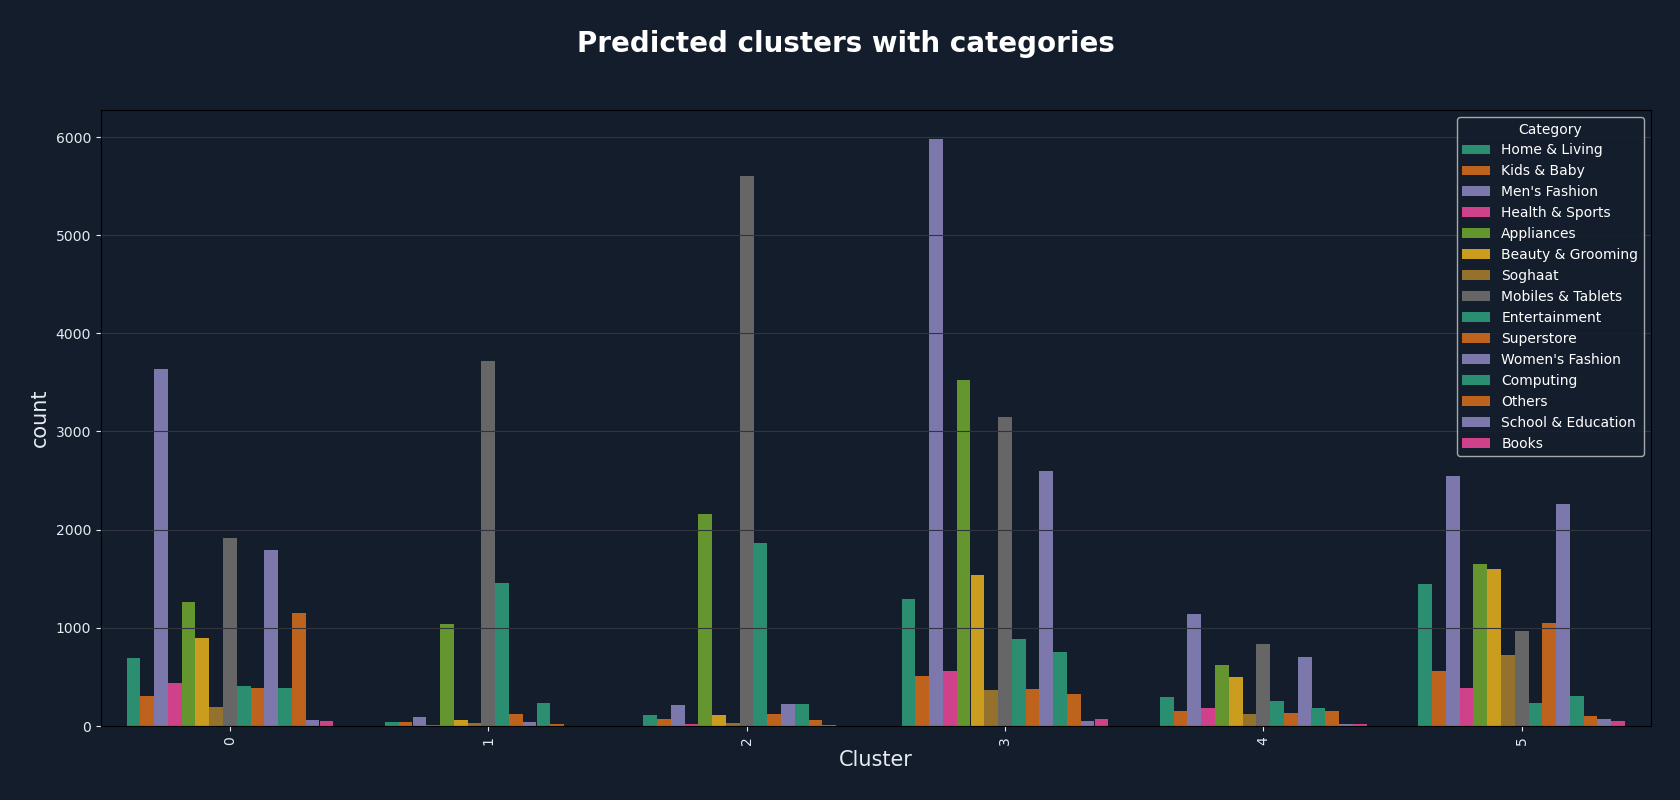 Predicted clusters with categories
6000
5000
4000
3000
2000
1000
0
count
Category
Home & Living
Kids & Baby
Men's Fashion
Health & Sports
Appliances
Beauty & Grooming
Soghaat
Mobiles & Tablets
Entertainment
Superstore
Women's Fashion
Computing
Others
School & Education
Books
0
1
2
3
4
5
Cluster